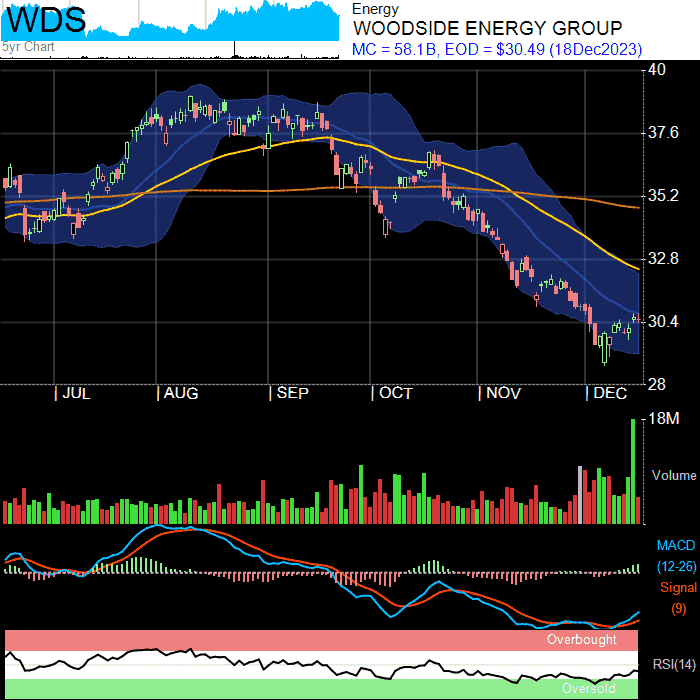 WDS
5yr Chart
Energy
WOODSIDE ENERGY GROUP
MC = 58.1B, EOD = $30.49 (18Dec2023)
40
37.6
35.2
32.8
30.4
28
JUL AUG SEP OCT NOV DEC
18M
Volume
MACD
(12-26)
Signal
(9)
Overbought
RSI(14)
Oversold